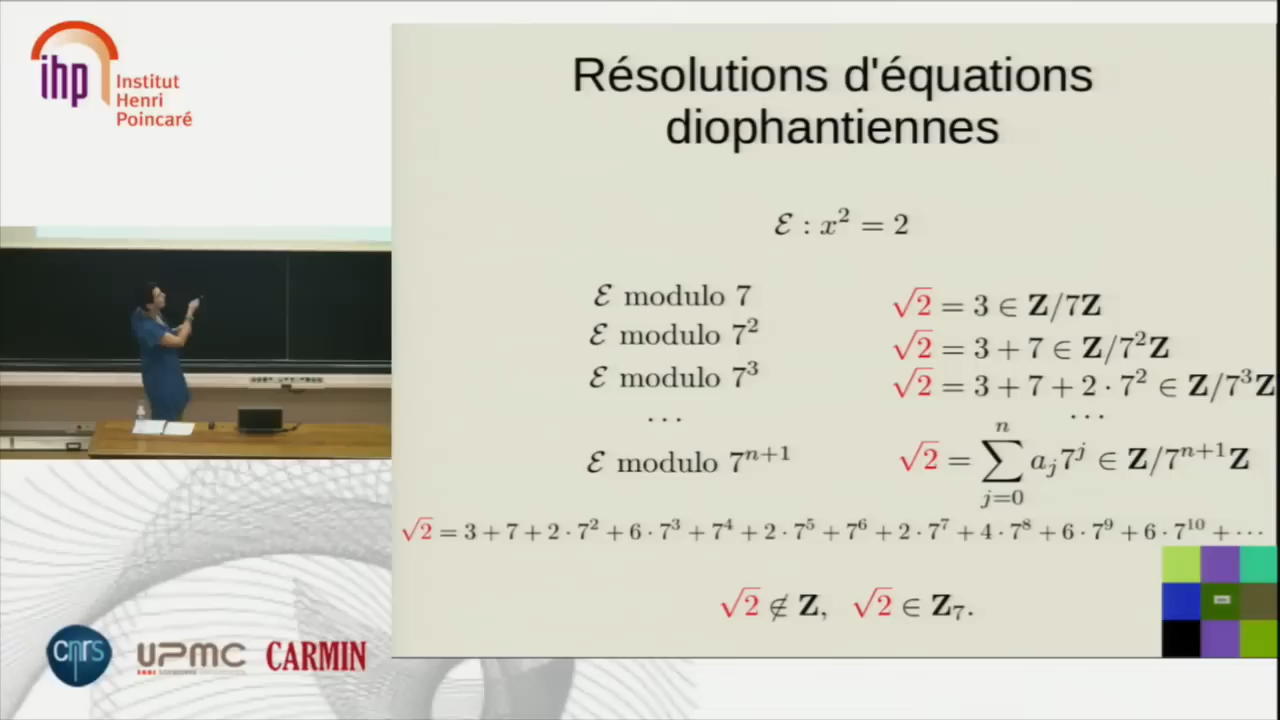 ihp
Institut
Henri
Poincaré
Résolutions d'équations
diophantiennes
ℰ : x² = 2
ℰ modulo 7 √2 = 3 ∈ Z/7Z
ℰ modulo 7² √2 = 3 + 7 ∈ Z/7²Z
ℰ modulo 7³ √2 = 3 + 7 + 2 · 7² ∈ Z/7³Z
... ...
ℰ modulo 7ⁿ⁺¹ √2 = ∑_{j=0}^{n} a_j 7^j ∈ Z/7ⁿ⁺¹Z
√2 = 3 + 7 + 2 · 7² + 6 · 7³ + 7⁴ + 2 · 7⁵ + 7⁶ + 2 · 7⁷ + 4 · 7⁸ + 6 · 7⁹ + 6 · 7¹⁰ + ···
√2 ∉ Z, √2 ∈ Z₇.
cnrs UPMC CARMIN